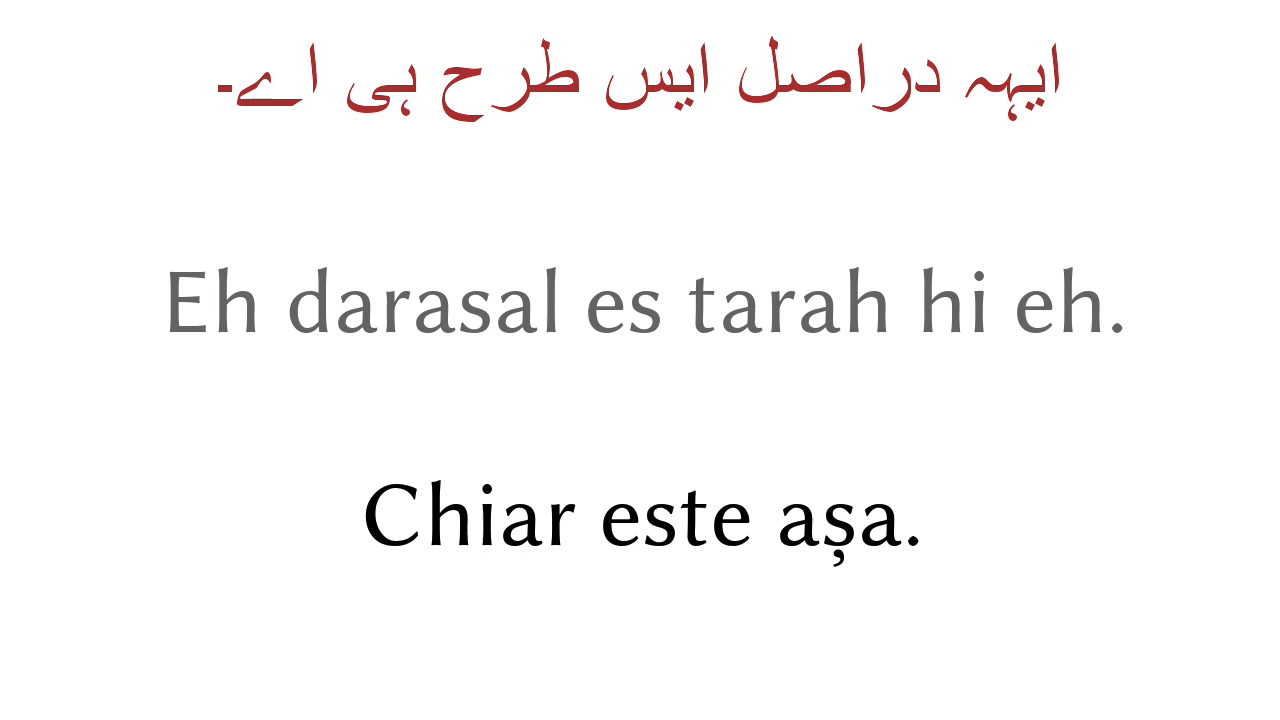 ایہہ دراصل ایس طرح ہی اے۔
Eh darasal es tarah hi eh.
Chiar este așa.